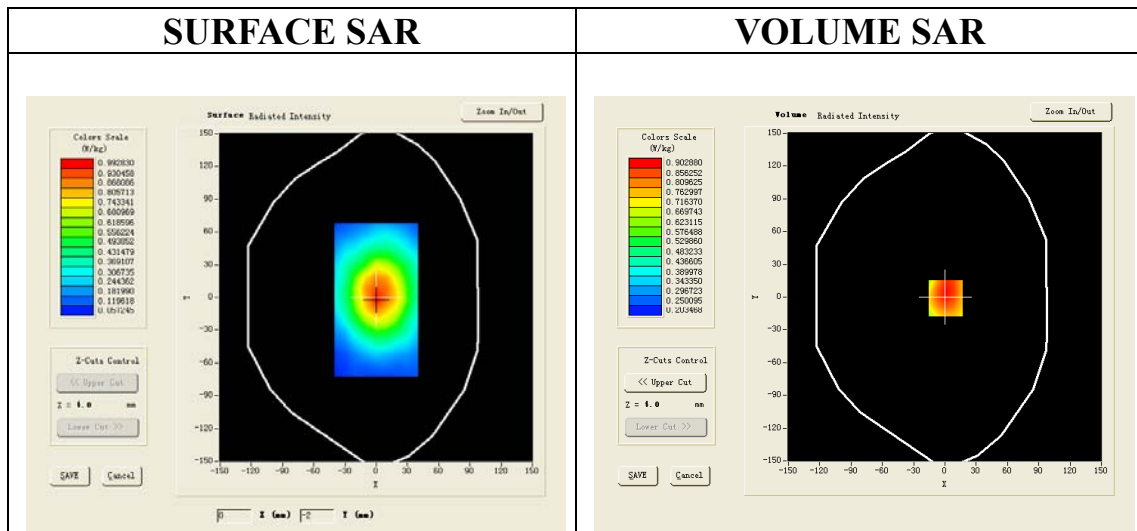 SURFACE SAR
VOLUME SAR
Surface Radiated Intensity
Zoom In/Out
Colors Scale
(W/kg)
0.992830
0.930458
0.868086
0.805713
0.743341
0.680969
0.618596
0.556224
0.493852
0.431479
0.369107
0.306735
0.244362
0.181990
0.119618
0.057245
150
120
90
60
30
0
-30
-60
-90
-120
-150
Y
-150 -120 -90 -60 -30 0 30 60 90 120 150
X
Z-Cuts Control
<< Upper Cut
Z = 4.0 mm
Lower Cut >>
SAVE Cancel
0 X (mm) -2 Y (mm)
Volume Radiated Intensity
Zoom In/Out
Colors Scale
(W/kg)
0.902880
0.856252
0.809625
0.762997
0.716370
0.669743
0.623115
0.576488
0.529860
0.483233
0.436605
0.389978
0.343350
0.296723
0.250095
0.203468
150
120
90
60
30
0
-30
-60
-90
-120
-150
Y
-150 -120 -90 -60 -30 0 30 60 90 120 150
X
Z-Cuts Control
<< Upper Cut
Z = 4.0 mm
Lower Cut >>
SAVE Cancel